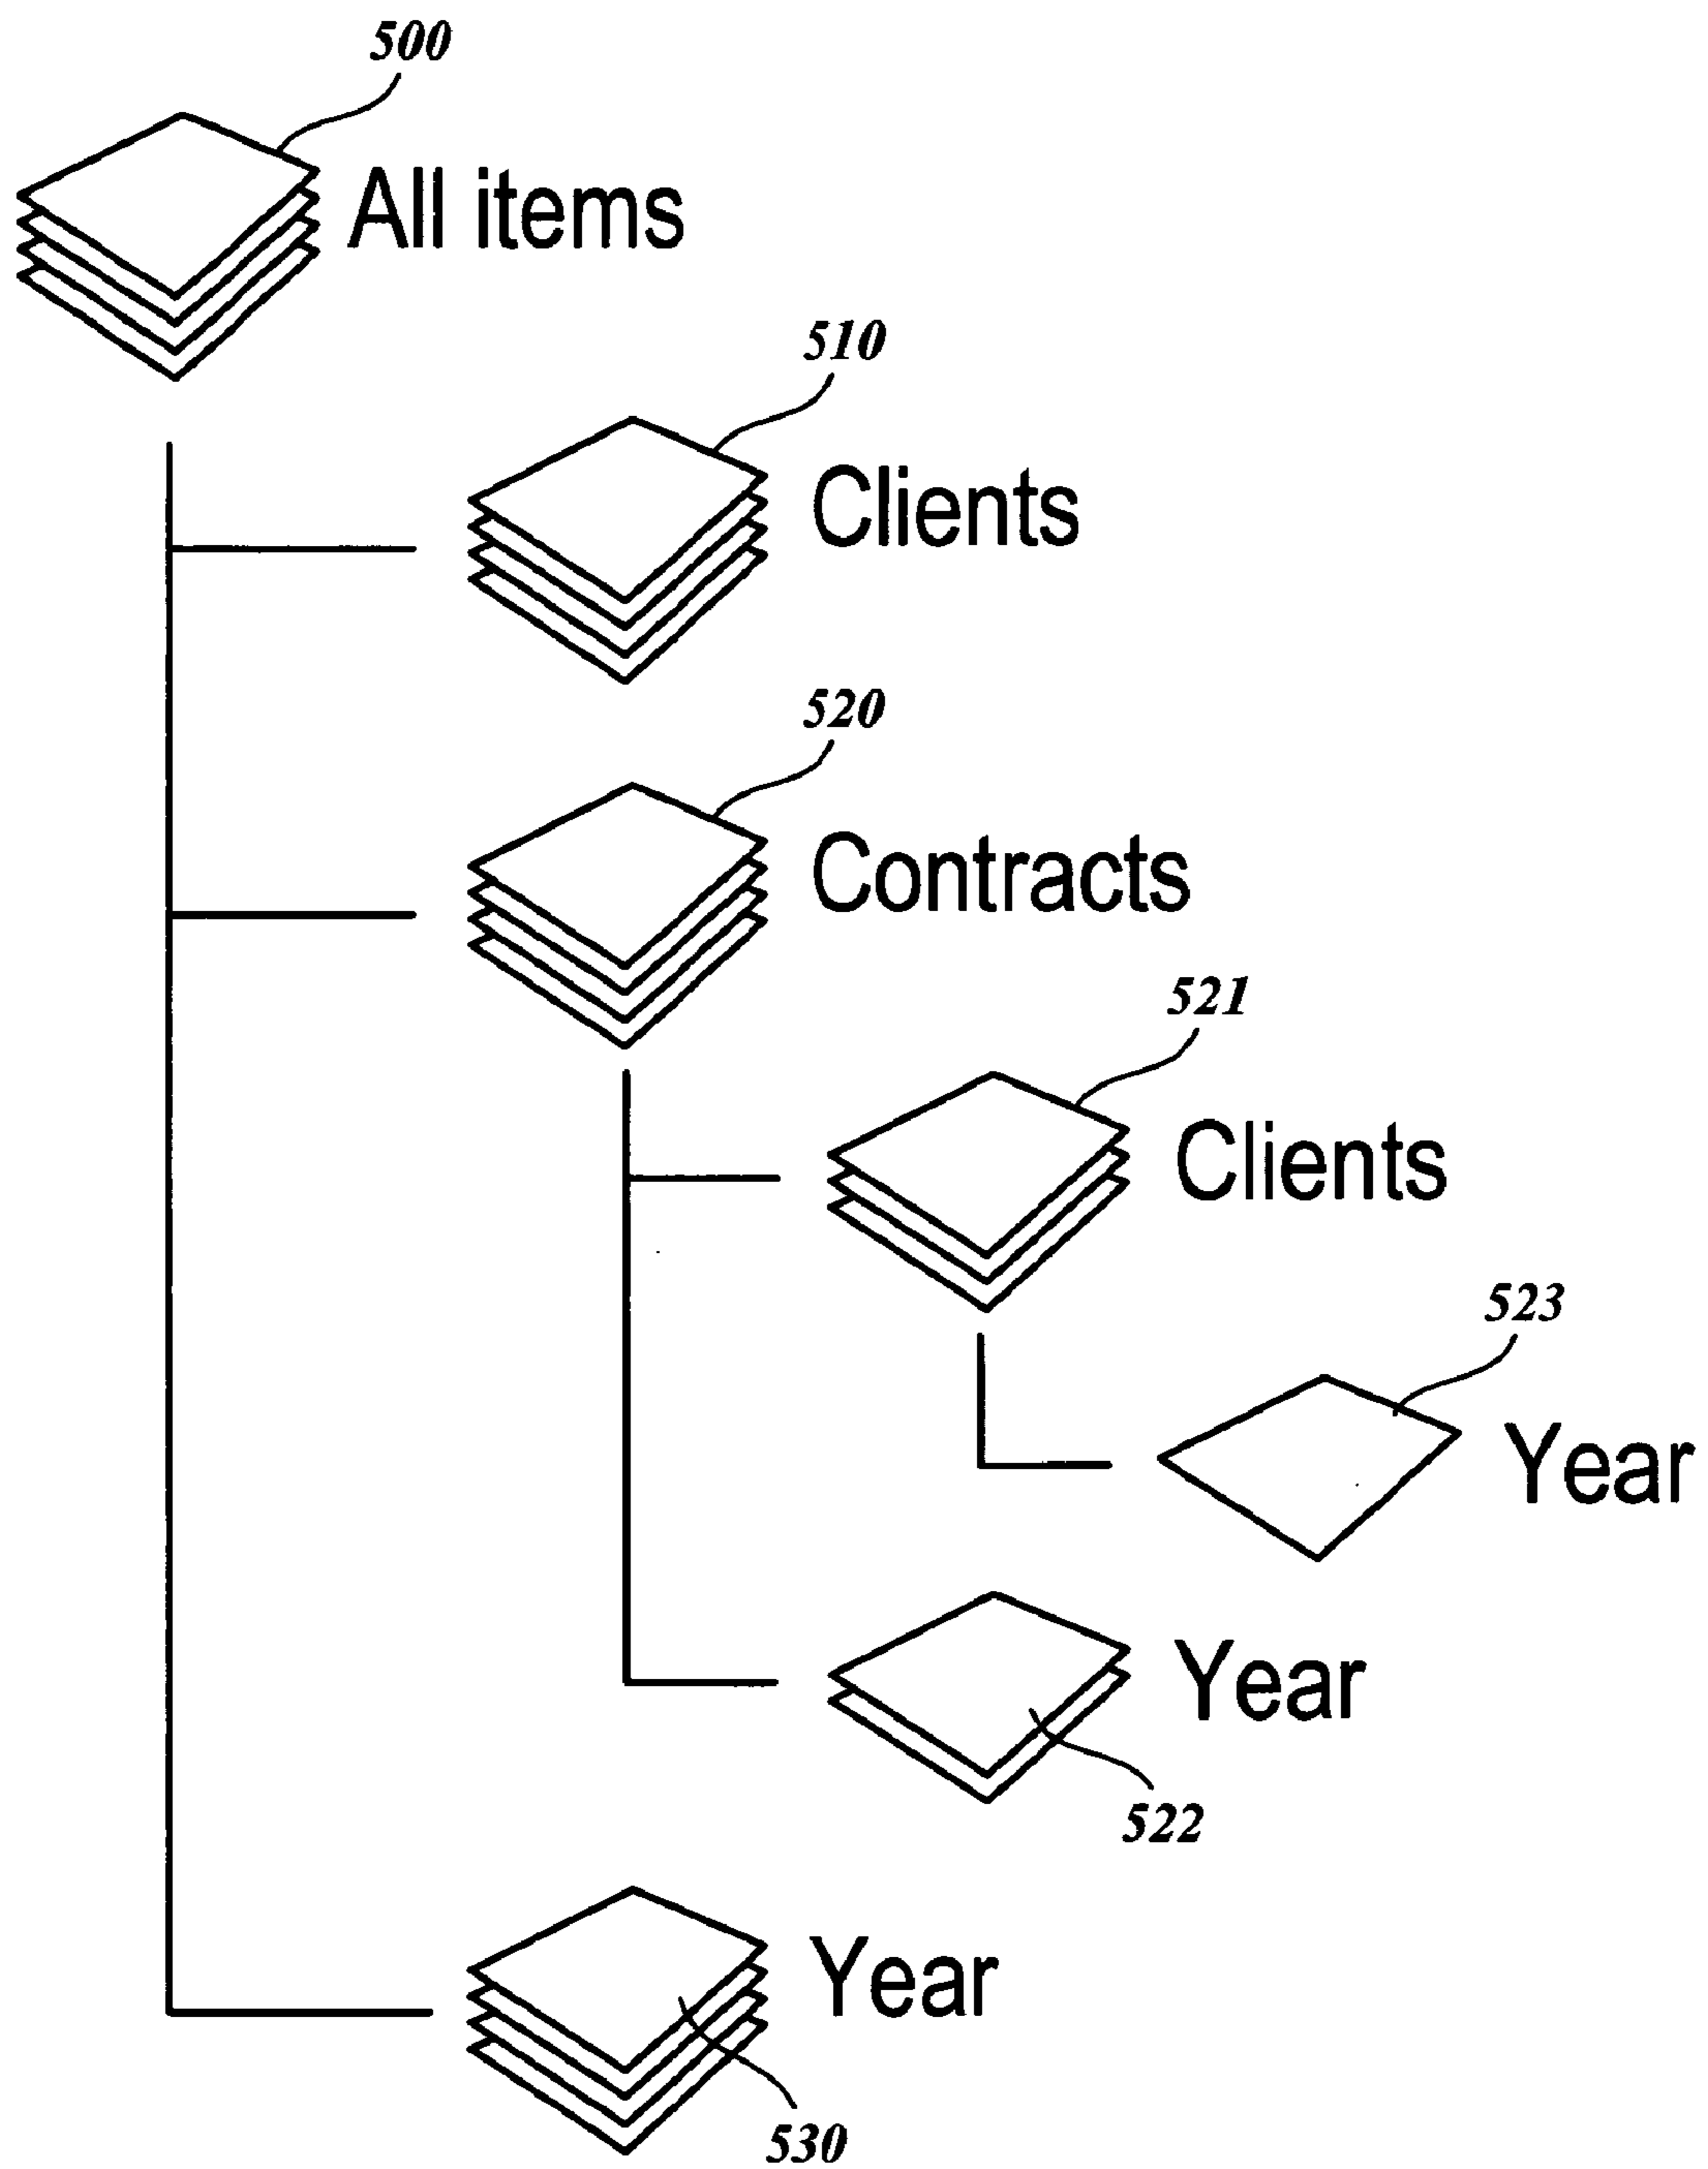 500
All items
510
Clients
520
Contracts
521
Clients
523
Year
Year
522
Year
530